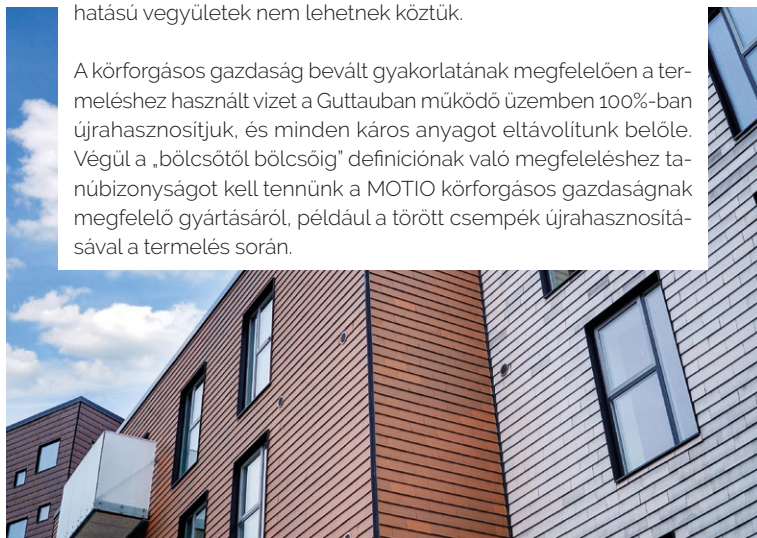 hatású vegyületek nem lehetnek köztük.
A körforgásos gazdaság bevált gyakorlatának megfelelően a ter-
meléshez használt vizet a Guttauban működő üzemben 100%-ban
újrahasznosítjuk, és minden káros anyagot eltávolítunk belőle.
Végül a „bölcsőtől bölcsőig” definíciónak való megfeleléshez ta-
núbizonyságot kell tennünk a MOTIO körforgásos gazdaságnak
megfelelő gyártásáról, például a törött csempék újrahasznosítá-
sával a termelés során.